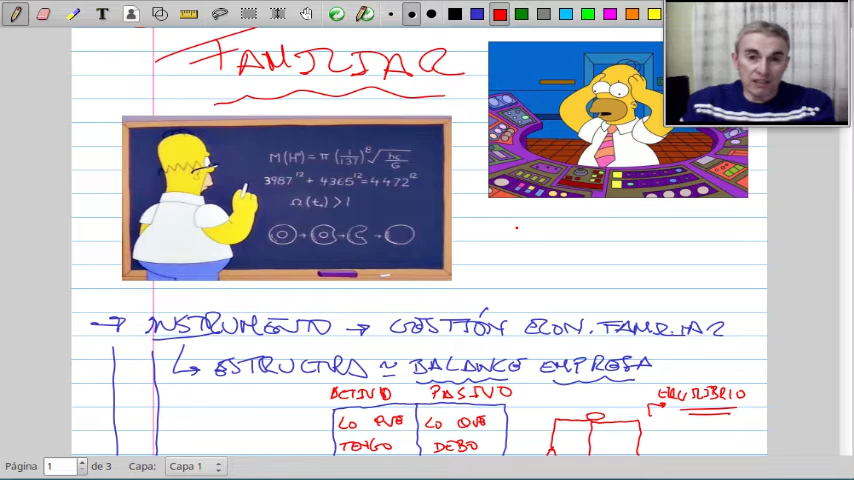 FAMILIAR
M(H°) = π (1/137)⁸ √(hc/G)
3987¹² + 4365¹² = 4472¹²
Ω(t₀) > 1
→ INSTRUMENTO → GESTIÓN ECON. FAMILIAR
↳ ESTRUCTURA ≃ BALANCE EMPRESA
ACTIVO PASIVO
EQUILIBRIO
LO QUE LO QUE
TENGO DEBO
Página 1 de 3 Capa: Capa 1